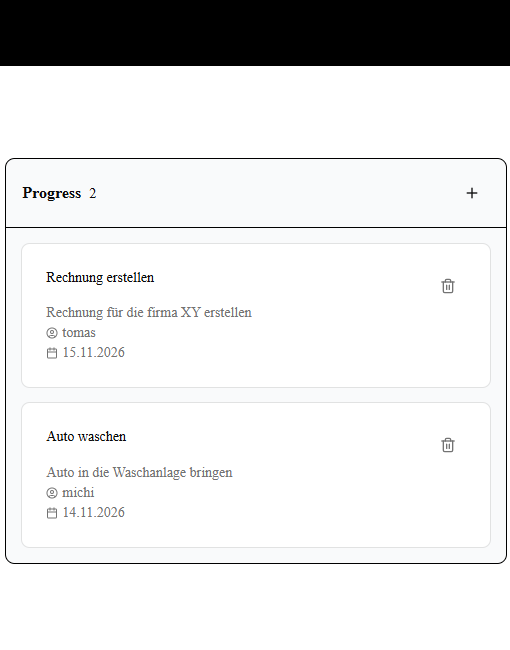 Progress 2
Rechnung erstellen
Rechnung für die firma XY erstellen
tomas
15.11.2026
Auto waschen
Auto in die Waschanlage bringen
michi
14.11.2026